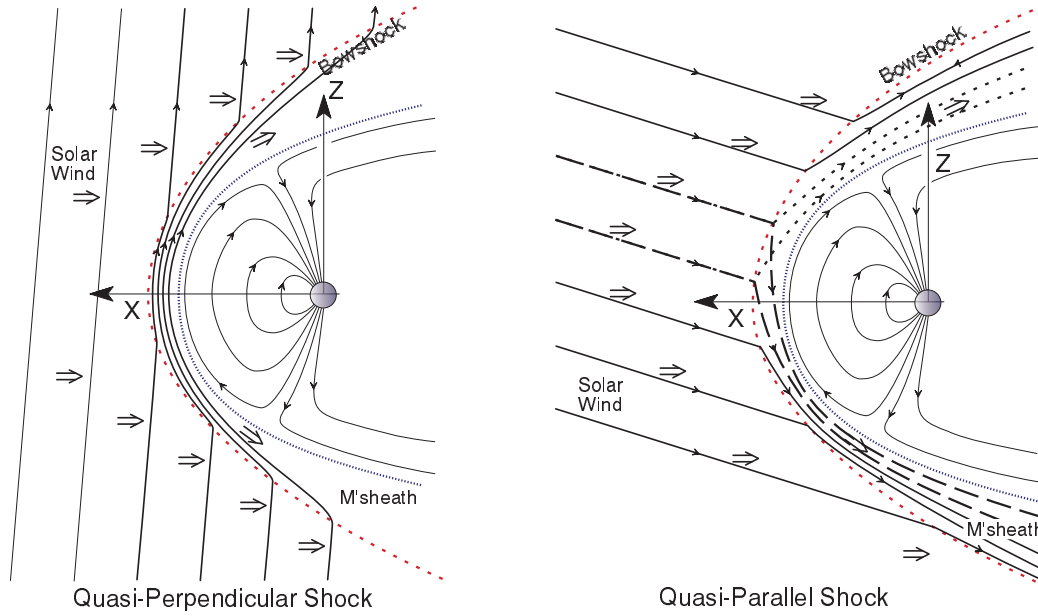 Bowshock
Z
Solar
Wind
X
M'sheath
Quasi-Perpendicular Shock
Bowshock
Z
X
Solar
Wind
M'sheath
Quasi-Parallel Shock